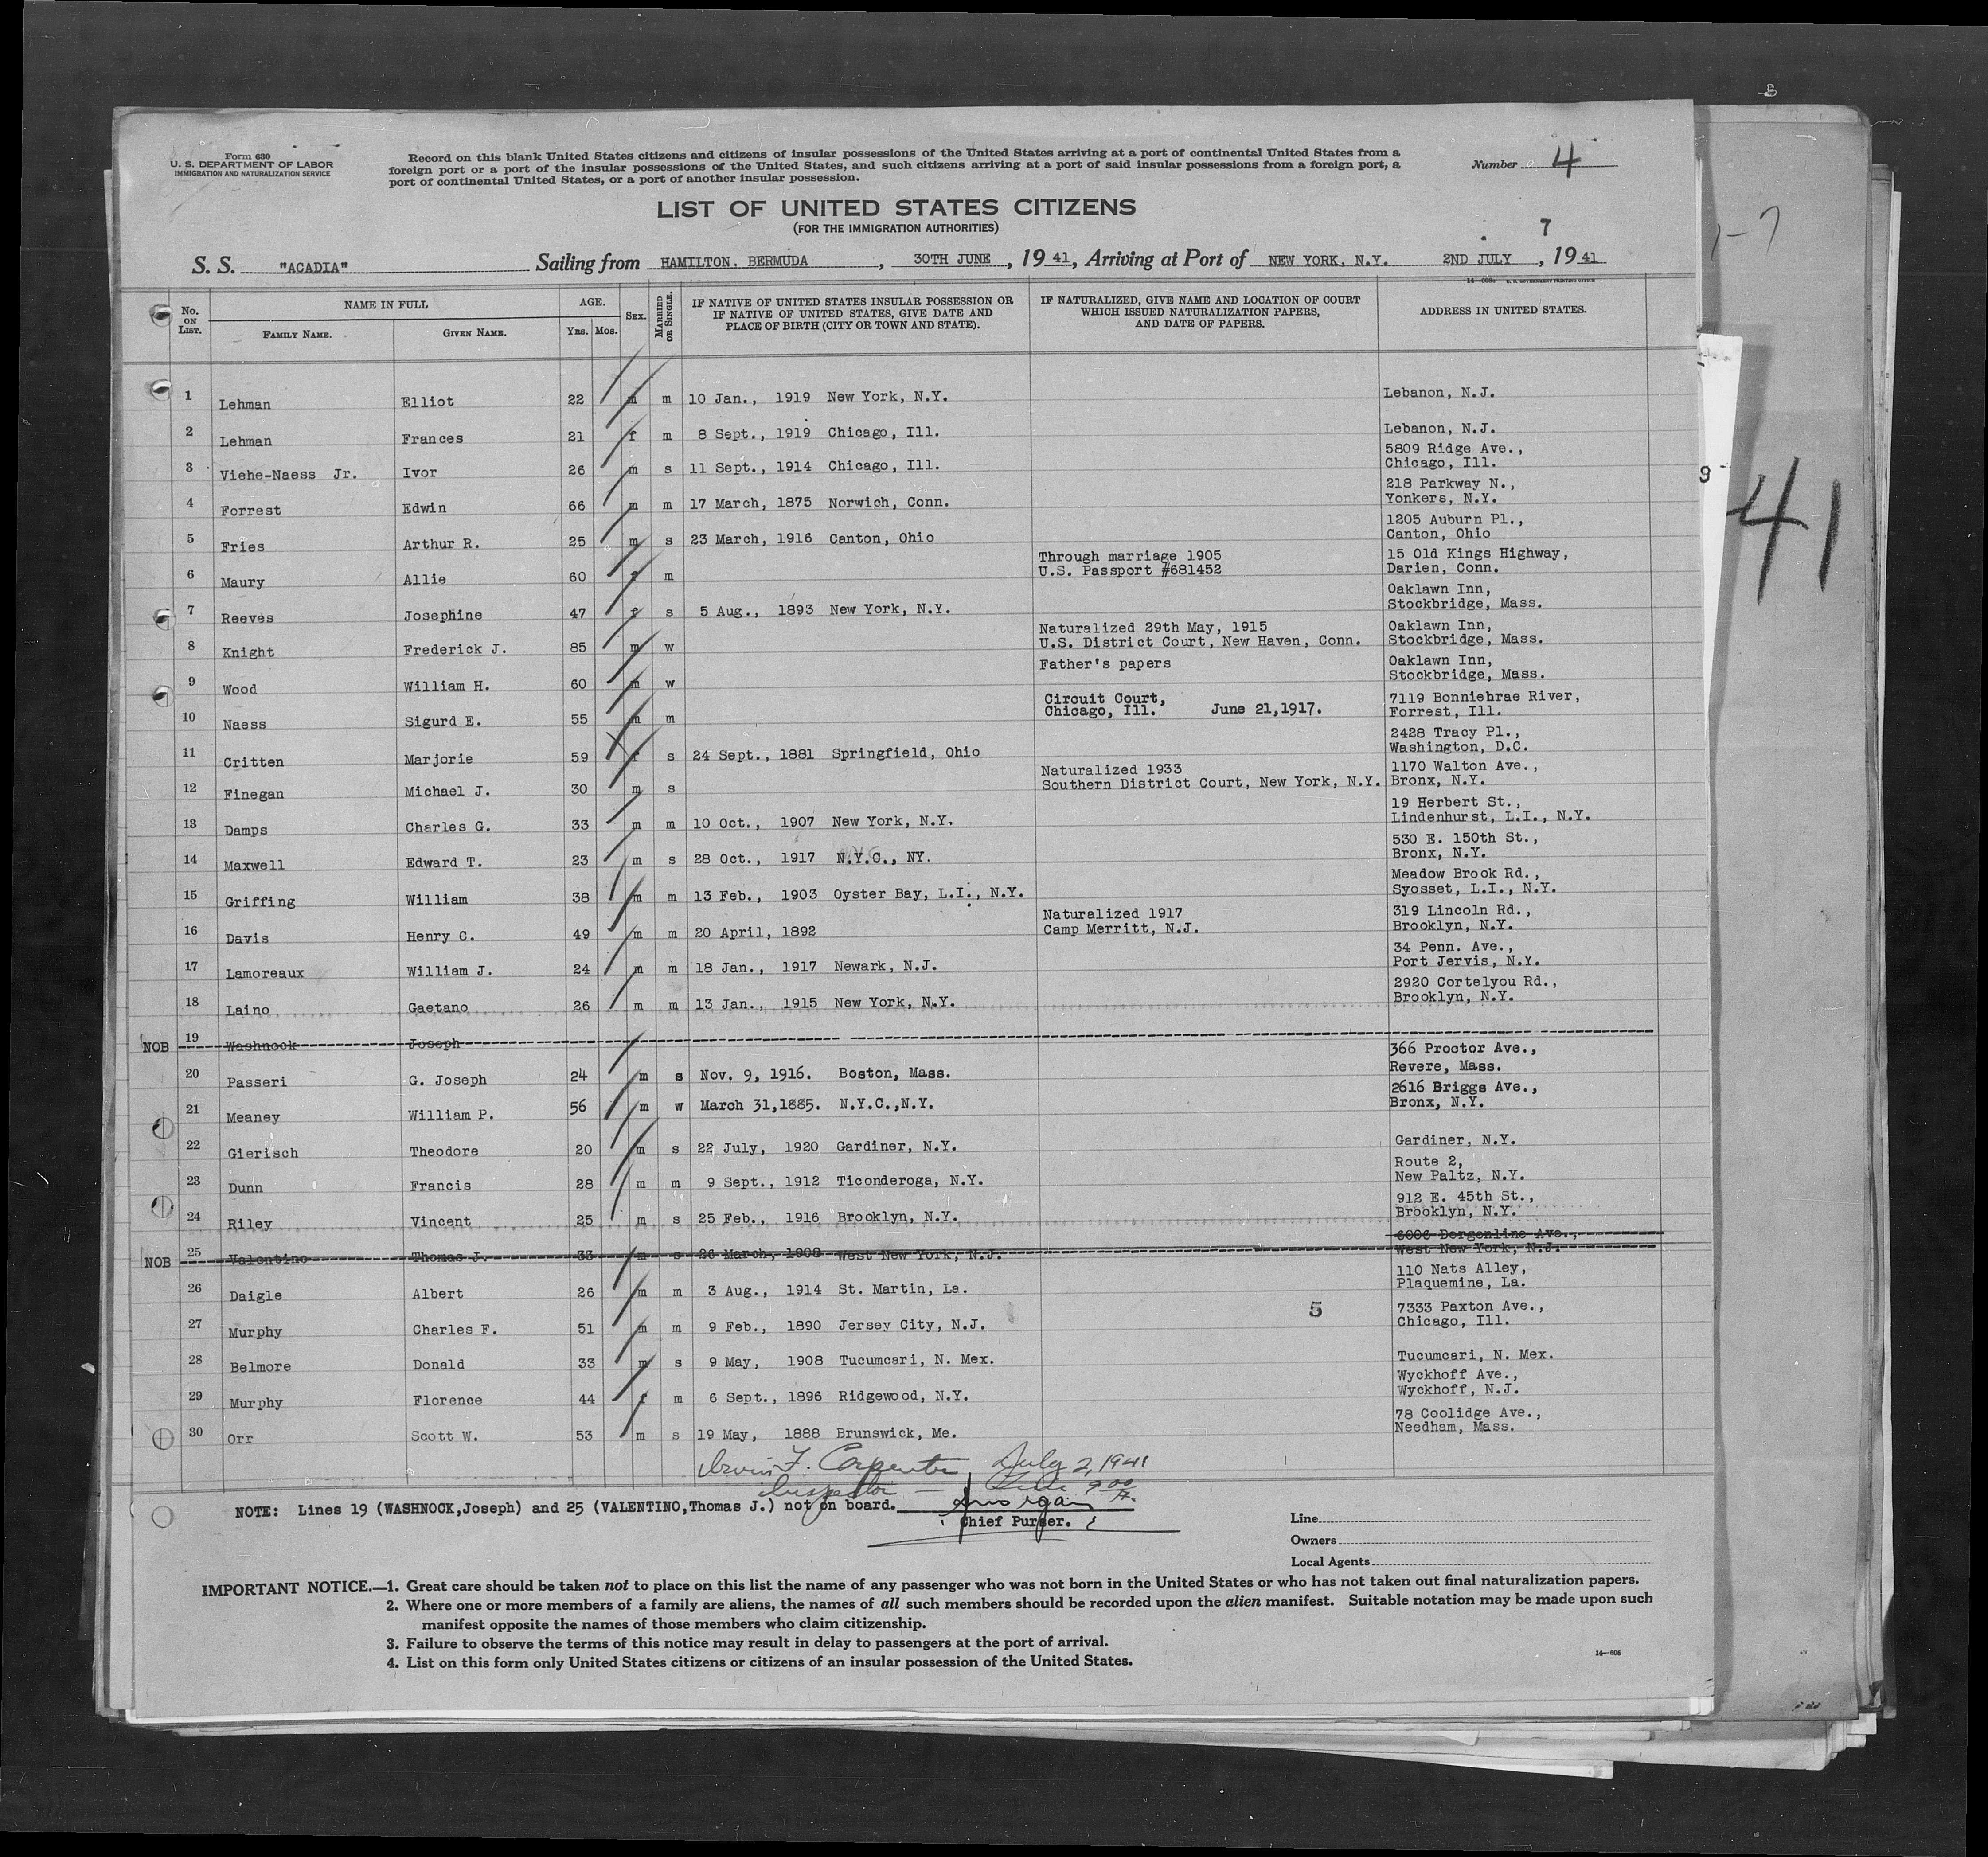 Form 630
U. S. DEPARTMENT OF LABOR
IMMIGRATION AND NATURALIZATION SERVICE
Record on this blank United States citizens and citizens of insular possessions of the United States arriving at a port of continental United States from a
foreign port or a port of the insular possessions of the United States, and such citizens arriving at a port of said insular possessions from a foreign port, a
port of continental United States, or a port of another insular possession.
Number 4
LIST OF UNITED STATES CITIZENS
(FOR THE IMMIGRATION AUTHORITIES)
7
S. S. "ACADIA" Sailing from HAMILTON. BERMUDA, 30TH JUNE, 1941, Arriving at Port of NEW YORK, N.Y. 2ND JULY, 1941
No. ON LIST. NAME IN FULL FAMILY NAME. GIVEN NAME. AGE. YRS. MOS. SEX. MARRIED OR SINGLE. IF NATIVE OF UNITED STATES INSULAR POSSESSION OR IF NATIVE OF UNITED STATES, GIVE DATE AND PLACE OF BIRTH (CITY OR TOWN AND STATE). IF NATURALIZED, GIVE NAME AND LOCATION OF COURT WHICH ISSUED NATURALIZATION PAPERS, AND DATE OF PAPERS. ADDRESS IN UNITED STATES.
1 Lehman Elliot 22 m m 10 Jan., 1919 New York, N.Y. Lebanon, N.J.
2 Lehman Frances 21 f m 8 Sept., 1919 Chicago, Ill. Lebanon, N.J.
3 Viehe-Naess Jr. Ivor 26 m s 11 Sept., 1914 Chicago, Ill. 5809 Ridge Ave., Chicago, Ill.
4 Forrest Edwin 66 m m 17 March, 1875 Norwich, Conn. 218 Parkway N., Yonkers, N.Y.
5 Fries Arthur R. 25 m s 23 March, 1916 Canton, Ohio 1205 Auburn Pl., Canton, Ohio
6 Maury Allie 60 f m Through marriage 1905 U.S. Passport #681452 15 Old Kings Highway, Darien, Conn.
7 Reeves Josephine 47 f s 5 Aug., 1893 New York, N.Y. Oaklawn Inn, Stockbridge, Mass.
8 Knight Frederick J. 85 m w Naturalized 29th May, 1915 U.S. District Court, New Haven, Conn. Oaklawn Inn, Stockbridge, Mass.
9 Wood William H. 60 m w Father's papers Oaklawn Inn, Stockbridge, Mass.
10 Naess Sigurd E. 55 m m Circuit Court, Chicago, Ill. June 21,1917. 7119 Bonniebrae River, Forrest, Ill.
11 Critten Marjorie 59 f s 24 Sept., 1881 Springfield, Ohio 2428 Tracy Pl., Washington, D.C.
12 Finegan Michael J. 30 m s Naturalized 1933 Southern District Court, New York, N.Y. 1170 Walton Ave., Bronx, N.Y.
13 Damps Charles G. 33 m m 10 Oct., 1907 New York, N.Y. 19 Herbert St., Lindenhurst, L.I., N.Y.
14 Maxwell Edward T. 23 m s 28 Oct., 1917 N.Y.C., NY. 530 E. 150th St., Bronx, N.Y.
15 Griffing William 38 m m 13 Feb., 1903 Oyster Bay, L.I., N.Y. Meadow Brook Rd., Syosset, L.I., N.Y.
16 Davis Henry C. 49 m m 20 April, 1892 Naturalized 1917 Camp Merritt, N.J. 319 Lincoln Rd., Brooklyn, N.Y.
17 Lamoreaux William J. 24 m m 18 Jan., 1917 Newark, N.J. 34 Penn. Ave., Port Jervis, N.Y.
18 Laino Gaetano 26 m m 13 Jan., 1915 New York, N.Y. 2920 Cortelyou Rd., Brooklyn, N.Y.
NOB 19 Washnock Joseph
20 Passeri G. Joseph 24 m s Nov. 9, 1916. Boston, Mass. 366 Proctor Ave., Revere, Mass.
21 Meaney William P. 56 m w March 31,1885. N.Y.C.,N.Y. 2616 Briggs Ave., Bronx, N.Y.
22 Gierisch Theodore 20 m s 22 July, 1920 Gardiner, N.Y. Gardiner, N.Y.
23 Dunn Francis 28 m m 9 Sept., 1912 Ticonderoga, N.Y. Route 2, New Paltz, N.Y.
24 Riley Vincent 25 m s 25 Feb., 1916 Brooklyn, N.Y. 912 E. 45th St., Brooklyn, N.Y.
NOB 25 Valentino Thomas J. 33 m s 26 March, 1908 West New York, N.J. 6006 Bergenline Ave., West New York, N.J.
26 Daigle Albert 26 m m 3 Aug., 1914 St. Martin, La. 110 Nats Alley, Plaquemine, La.
27 Murphy Charles F. 51 m m 9 Feb., 1890 Jersey City, N.J. 5 7333 Paxton Ave., Chicago, Ill.
28 Belmore Donald 33 m s 9 May, 1908 Tucumcari, N. Mex. Tucumcari, N. Mex.
29 Murphy Florence 44 f m 6 Sept., 1896 Ridgewood, N.Y. Wyckhoff Ave., Wyckhoff, N.J.
30 Orr Scott W. 53 m s 19 May, 1888 Brunswick, Me. 78 Coolidge Ave., Needham, Mass.
F. Carpenter July 2, 1941
Inspector
NOTE: Lines 19 (WASHNOCK,Joseph) and 25 (VALENTINO,Thomas J.) not on board.
Chief Purser.
Line
Owners
Local Agents
IMPORTANT NOTICE.—1. Great care should be taken not to place on this list the name of any passenger who was not born in the United States or who has not taken out final naturalization papers.
2. Where one or more members of a family are aliens, the names of all such members should be recorded upon the alien manifest. Suitable notation may be made upon such
manifest opposite the names of those members who claim citizenship.
3. Failure to observe the terms of this notice may result in delay to passengers at the port of arrival.
4. List on this form only United States citizens or citizens of an insular possession of the United States.
41
9